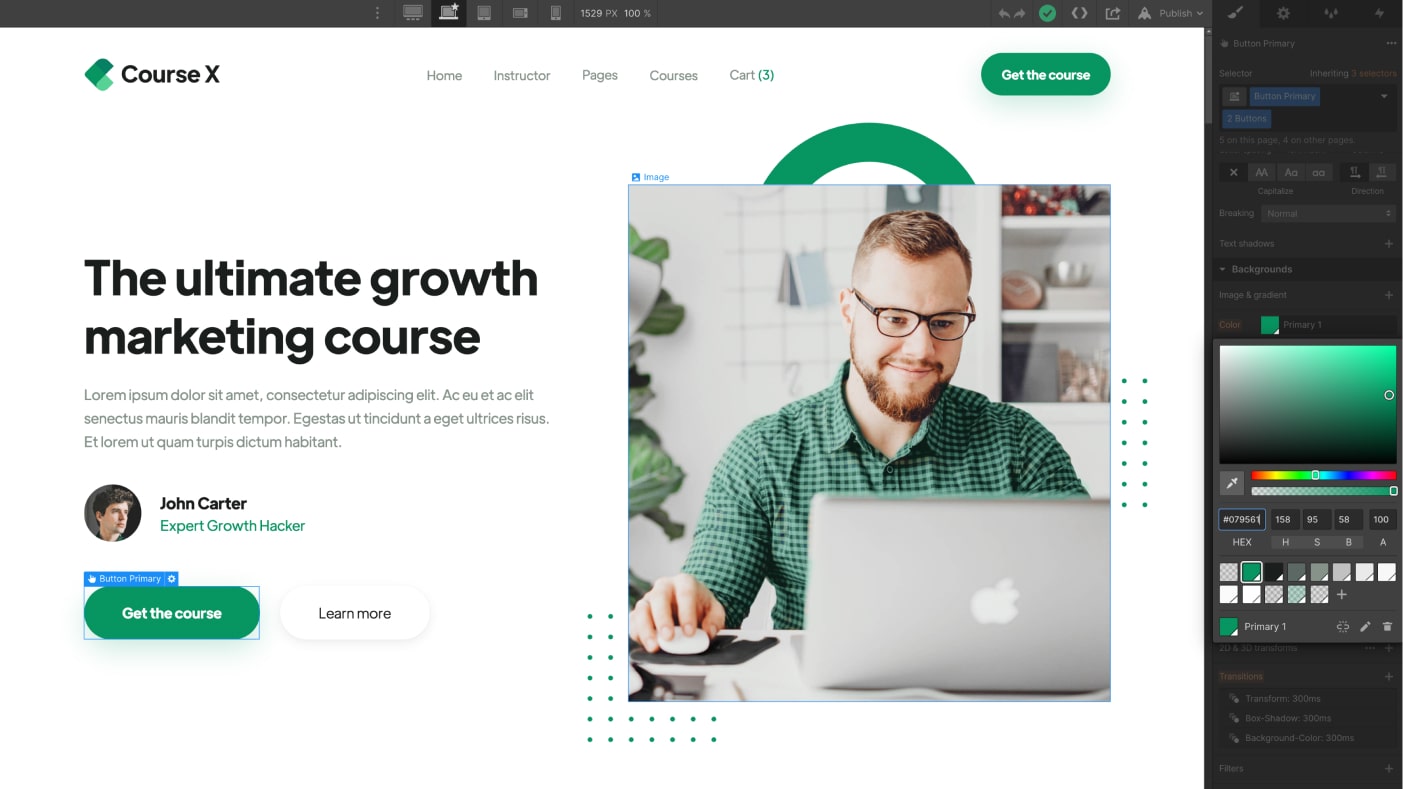 1529 PX 100 %
Publish
Course X
Home
Instructor
Pages
Courses
Cart (3)
Get the course
Image
The ultimate growth
marketing course
Lorem ipsum dolor sit amet, consectetur adipiscing elit. Ac eu et ac elit
senectus mauris blandit tempor. Egestas ut tincidunt a eget ultrices risus.
Et lorem ut quam turpis dictum habitant.
John Carter
Expert Growth Hacker
Button Primary
Get the course
Learn more
Button Primary
Selector
Inheriting 3 selectors
Button Primary
2 Buttons
5 on this page, 4 on other pages.
AA
Aa
aa
Capitalize
Direction
Breaking
Normal
Text shadows
Backgrounds
Image & gradient
Color
Primary 1
#079561
158
95
58
100
HEX
H
S
B
A
Primary 1
2D & 3D transforms
Transitions
Transform: 300ms
Box-Shadow: 300ms
Background-Color: 300ms
Filters